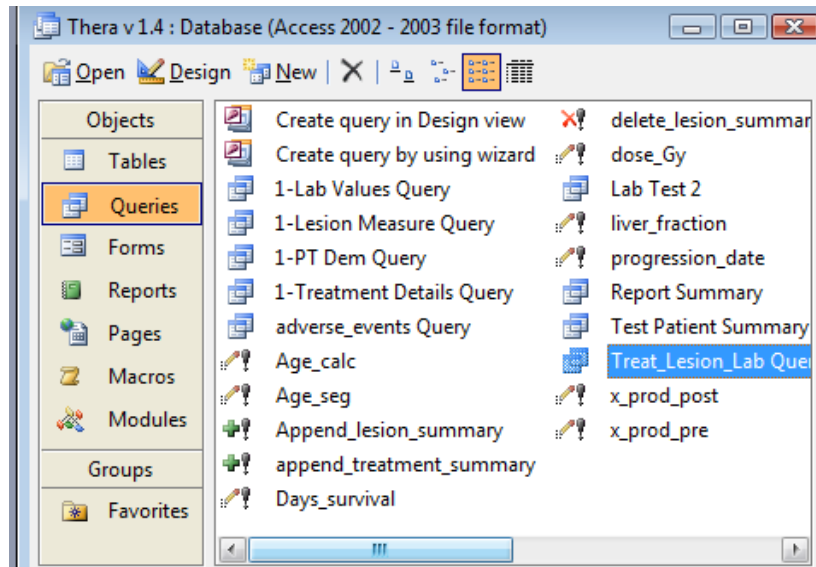 Thera v 1.4 : Database (Access 2002 - 2003 file format)
Open Design New
Objects
Tables
Queries
Forms
Reports
Pages
Macros
Modules
Groups
Favorites
Create query in Design view
Create query by using wizard
1-Lab Values Query
1-Lesion Measure Query
1-PT Dem Query
1-Treatment Details Query
adverse_events Query
Age_calc
Age_seg
Append_lesion_summary
append_treatment_summary
Days_survival
delete_lesion_summar
dose_Gy
Lab Test 2
liver_fraction
progression_date
Report Summary
Test Patient Summary
Treat_Lesion_Lab Quer
x_prod_post
x_prod_pre